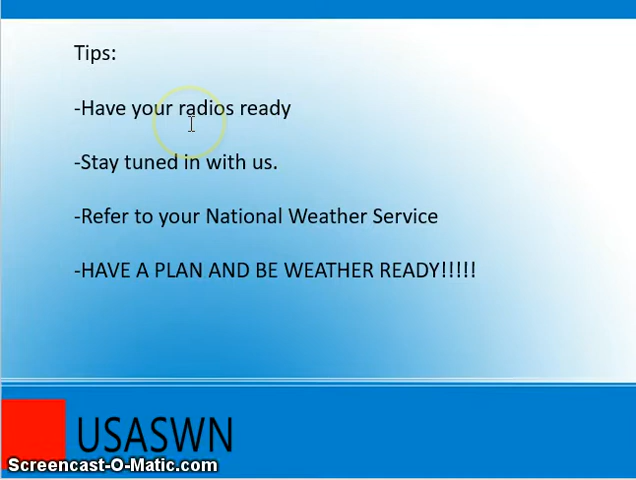 Tips:
-Have your radios ready
-Stay tuned in with us.
-Refer to your National Weather Service
-HAVE A PLAN AND BE WEATHER READY!!!!!
USASWN
Screencast-O-Matic.com